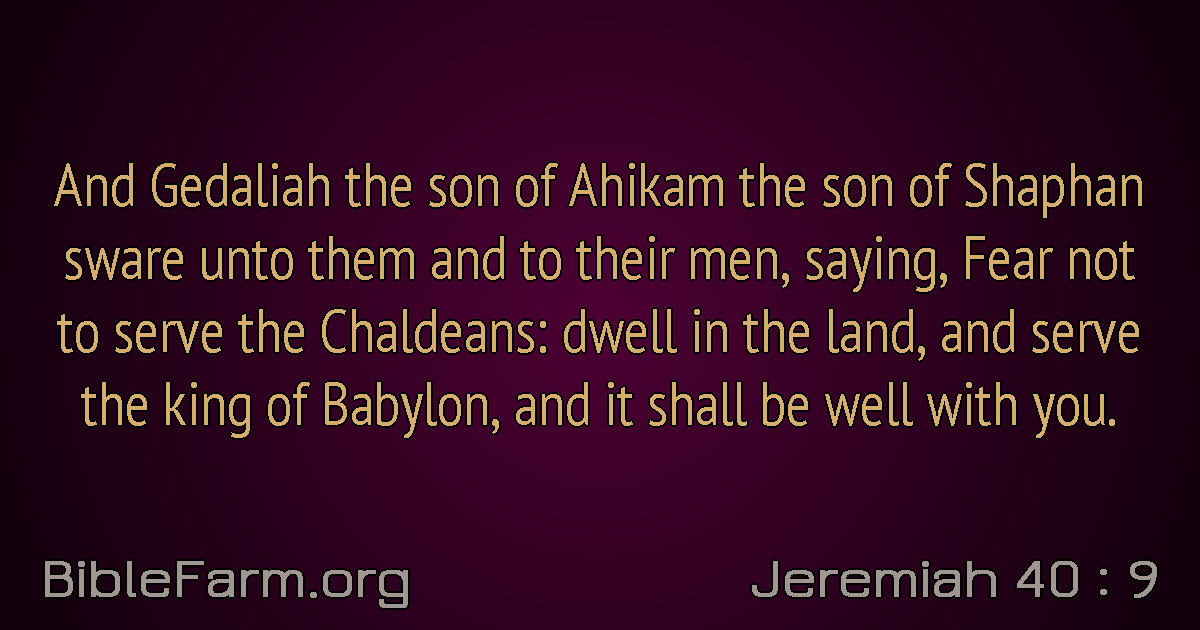 And Gedaliah the son of Ahikam the son of Shaphan
sware unto them and to their men, saying, Fear not
to serve the Chaldeans: dwell in the land, and serve
the king of Babylon, and it shall be well with you.
BibleFarm.org
Jeremiah 40 : 9